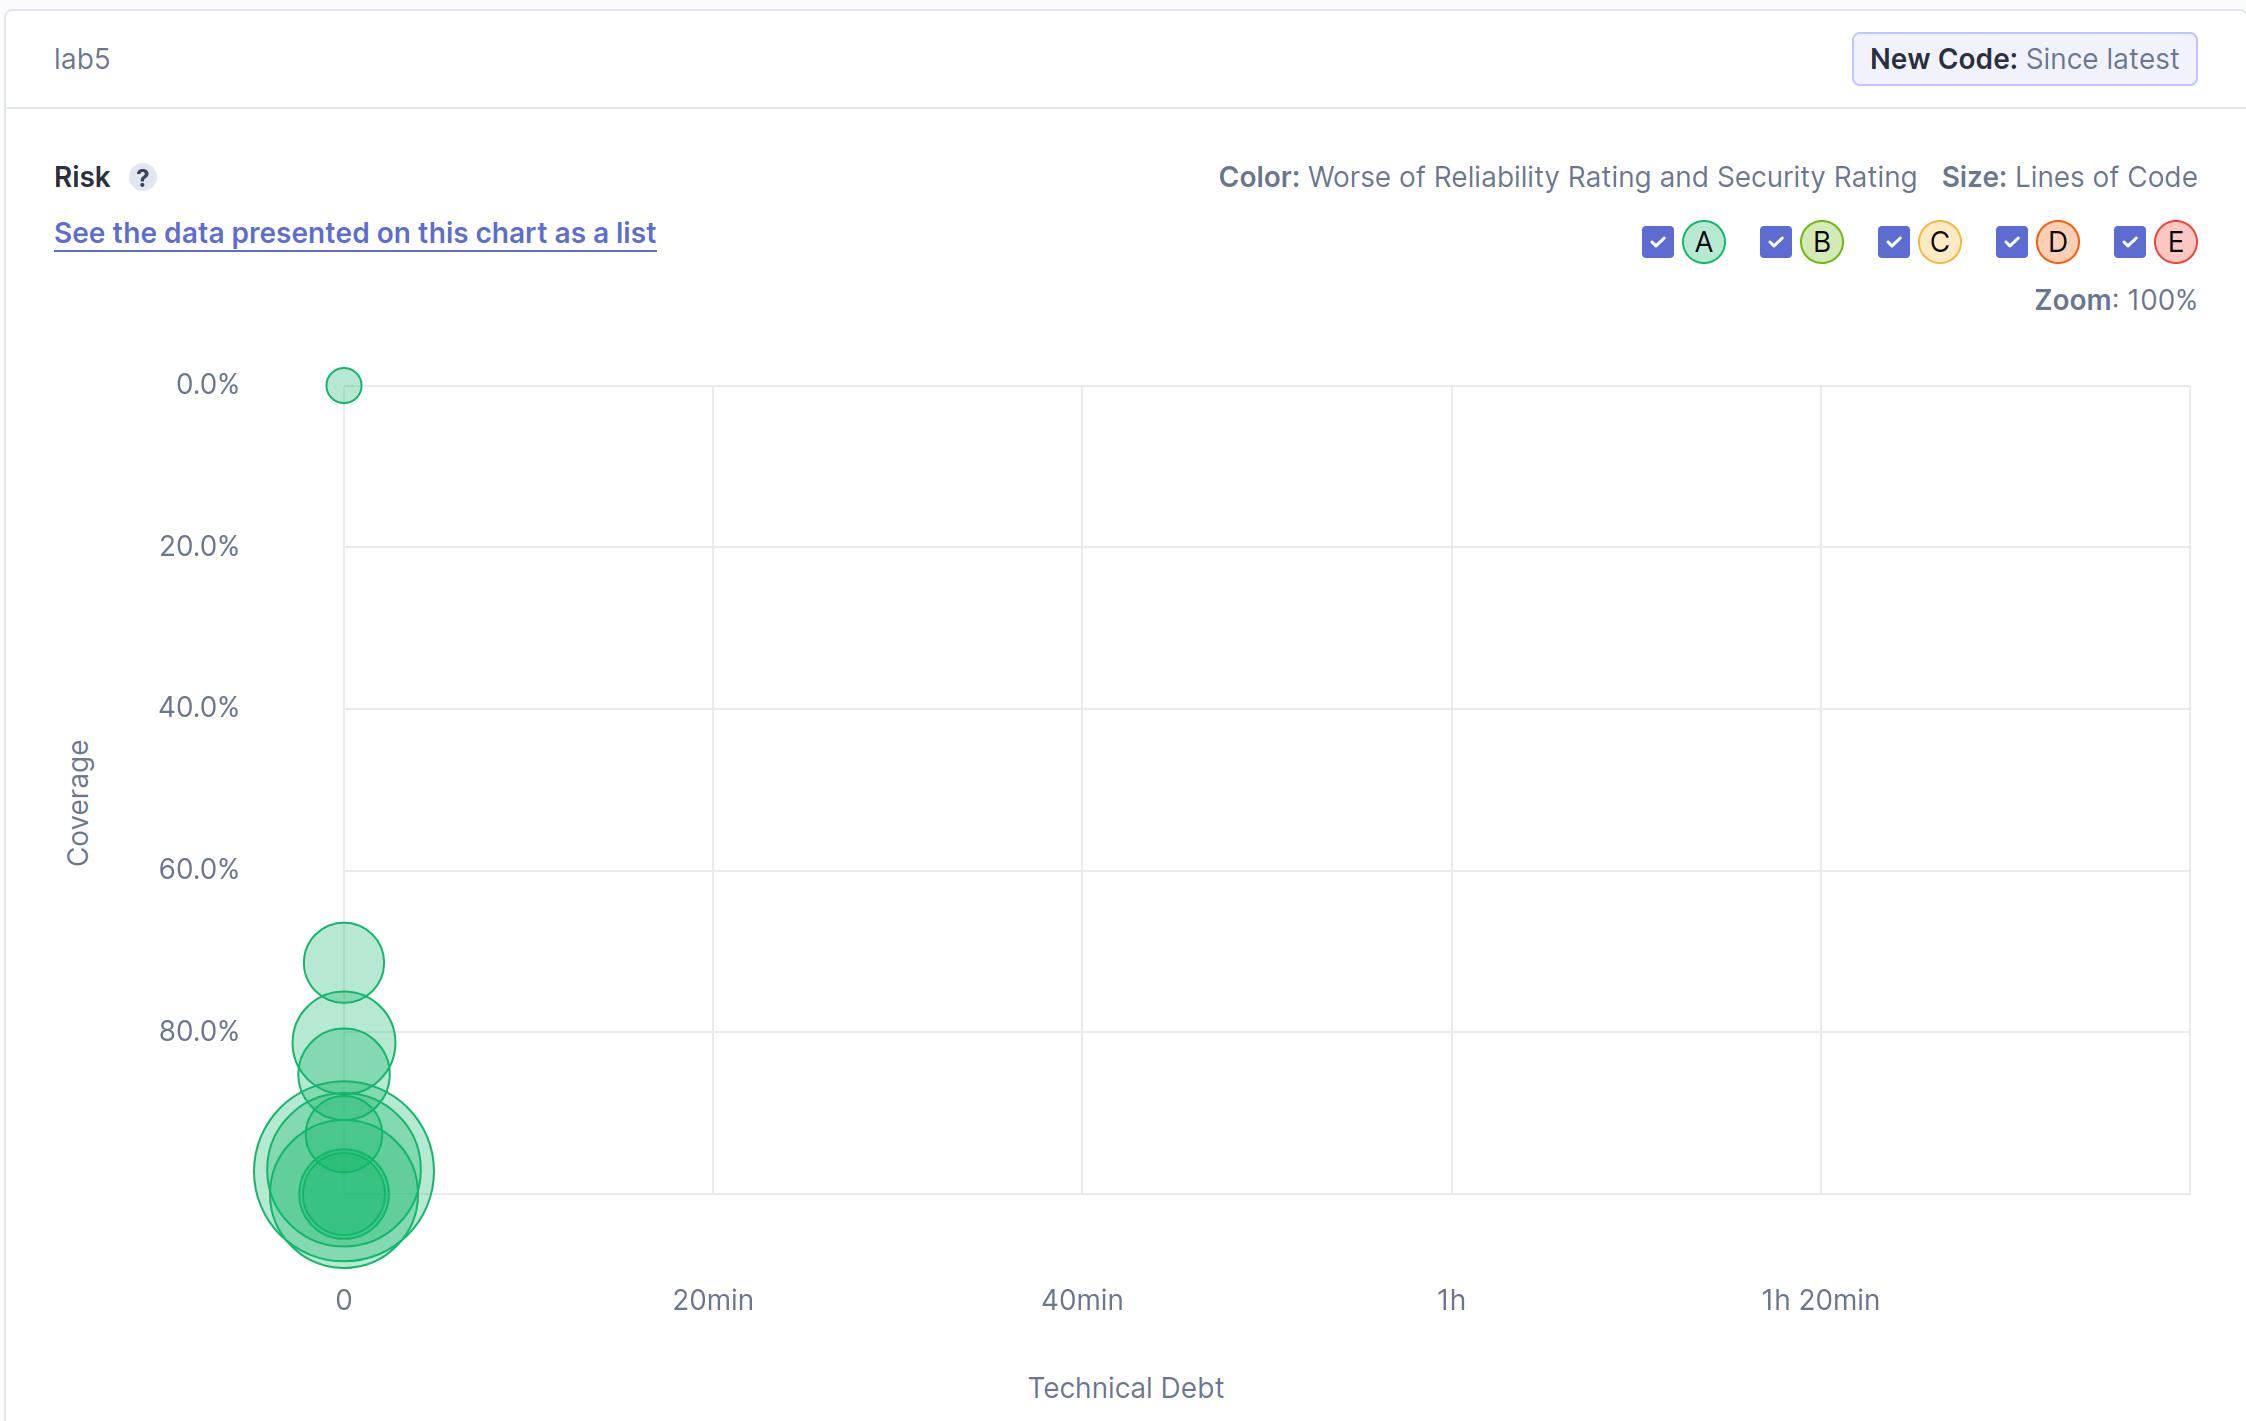 lab5
New Code: Since latest
Risk ?
Color: Worse of Reliability Rating and Security Rating Size: Lines of Code
See the data presented on this chart as a list
A B C D E
Zoom: 100%
0.0%
20.0%
40.0%
60.0%
80.0%
Coverage
0 20min 40min 1h 1h 20min
Technical Debt